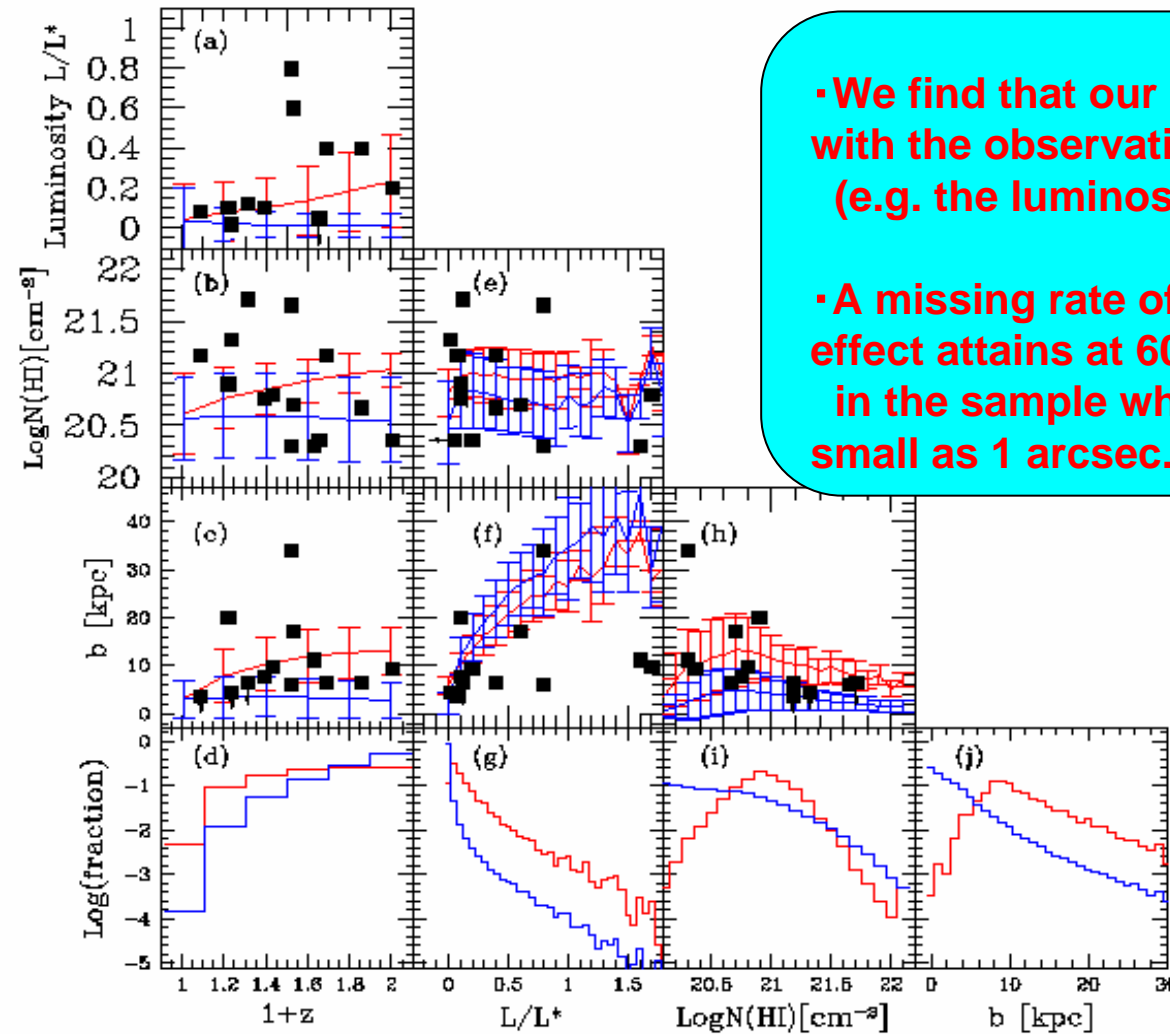 (a)
1
0.8
0.6
0.4
0.2
0
Luminosity L/L*
·We find that our
with the observati
(e.g. the luminos
·A missing rate of
effect attains at 60
in the sample wh
small as 1 arcsec.
(b)
22
21.5
21
20.5
20
LogN(HI)[cm⁻²]
(e)
(c)
40
30
20
10
0
b [kpc]
(f)
(h)
(d)
0
-1
-2
-3
-4
-5
Log(fraction)
(g)
(i)
(j)
1 1.2 1.4 1.6 1.8 2
1+z
0 0.5 1 1.5
L/L*
20.5 21 21.5 22
LogN(HI)[cm⁻²]
0 10 20 30
b [kpc]